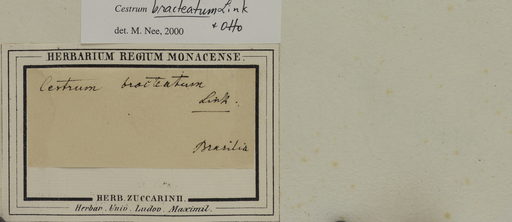 Cestrum bracteatum Link
& Otto
det. M. Nee, 2000
HERBARIUM REGIUM MONACENSE.
Cestrum bracteatum
Link.
Brasilia
HERB. ZUCCARINII.
Herbar. Univ. Ludov. Maximil.